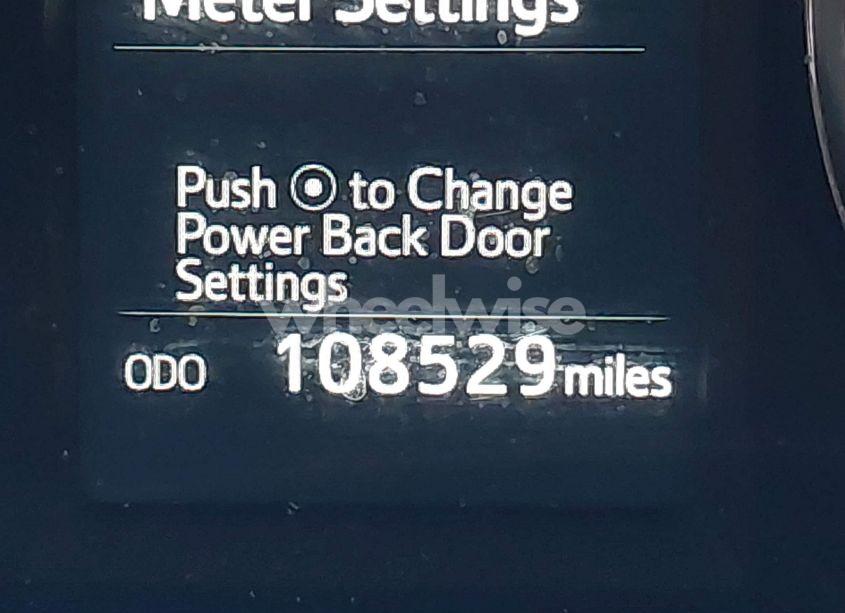 Meter Settings
Push to Change
Power Back Door
Settings
wheelwise
ODO 108529 miles